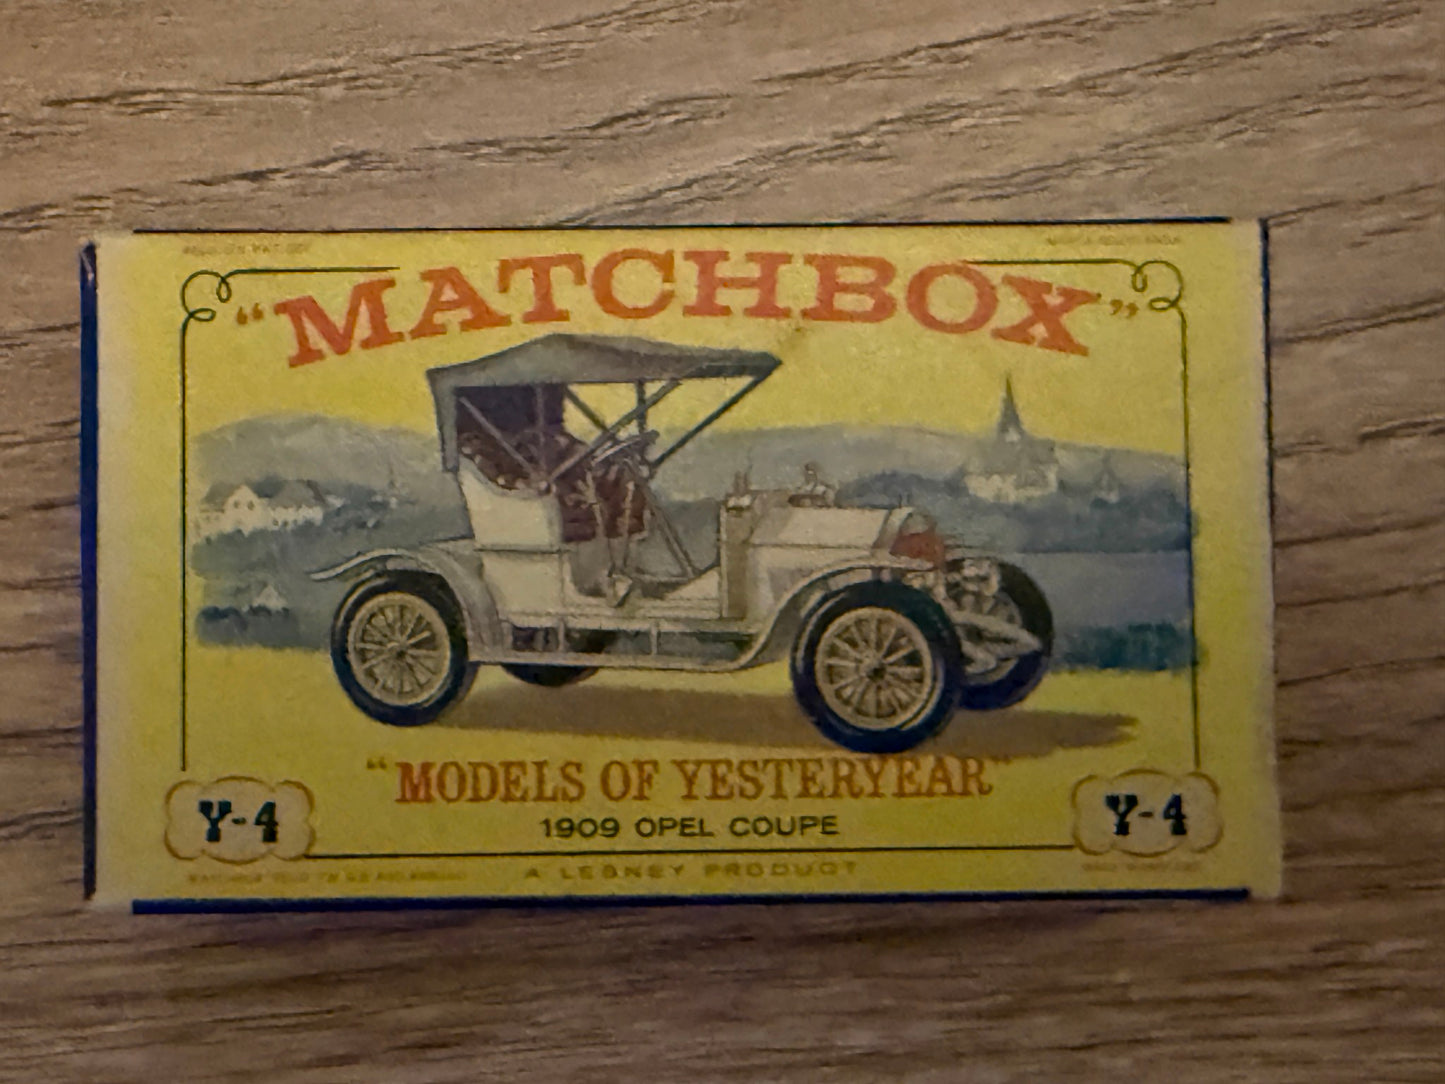 “MATCHBOX”
“MODELS OF YESTERYEAR”
1909 OPEL COUPE
Y-4
Y-4
A LESNEY PRODUCT